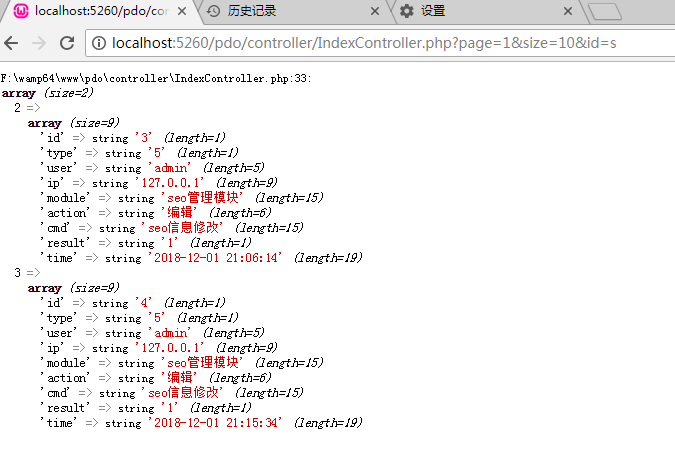 localhost:5260/pdo/c
历史记录
设置
localhost:5260/pdo/controller/IndexController.php?page=1&size=10&id=s
F:\wamp64\www\pdo\controller\IndexController.php:33:
array (size=2)
2 =>
array (size=9)
'id' => string '3' (length=1)
'type' => string '5' (length=1)
'user' => string 'admin' (length=5)
'ip' => string '127.0.0.1' (length=9)
'module' => string 'seo管理模块' (length=15)
'action' => string '编辑' (length=6)
'cmd' => string 'seo信息修改' (length=15)
'result' => string '1' (length=1)
'time' => string '2018-12-01 21:06:14' (length=19)
3 =>
array (size=9)
'id' => string '4' (length=1)
'type' => string '5' (length=1)
'user' => string 'admin' (length=5)
'ip' => string '127.0.0.1' (length=9)
'module' => string 'seo管理模块' (length=15)
'action' => string '编辑' (length=6)
'cmd' => string 'seo信息修改' (length=15)
'result' => string '1' (length=1)
'time' => string '2018-12-01 21:15:34' (length=19)